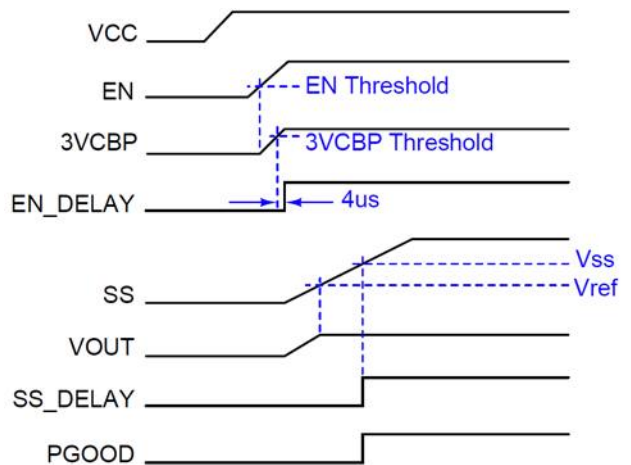 VCC
EN
EN Threshold
3VCBP
3VCBP Threshold
EN_DELAY
4us
Vss
SS
Vref
VOUT
SS_DELAY
PGOOD